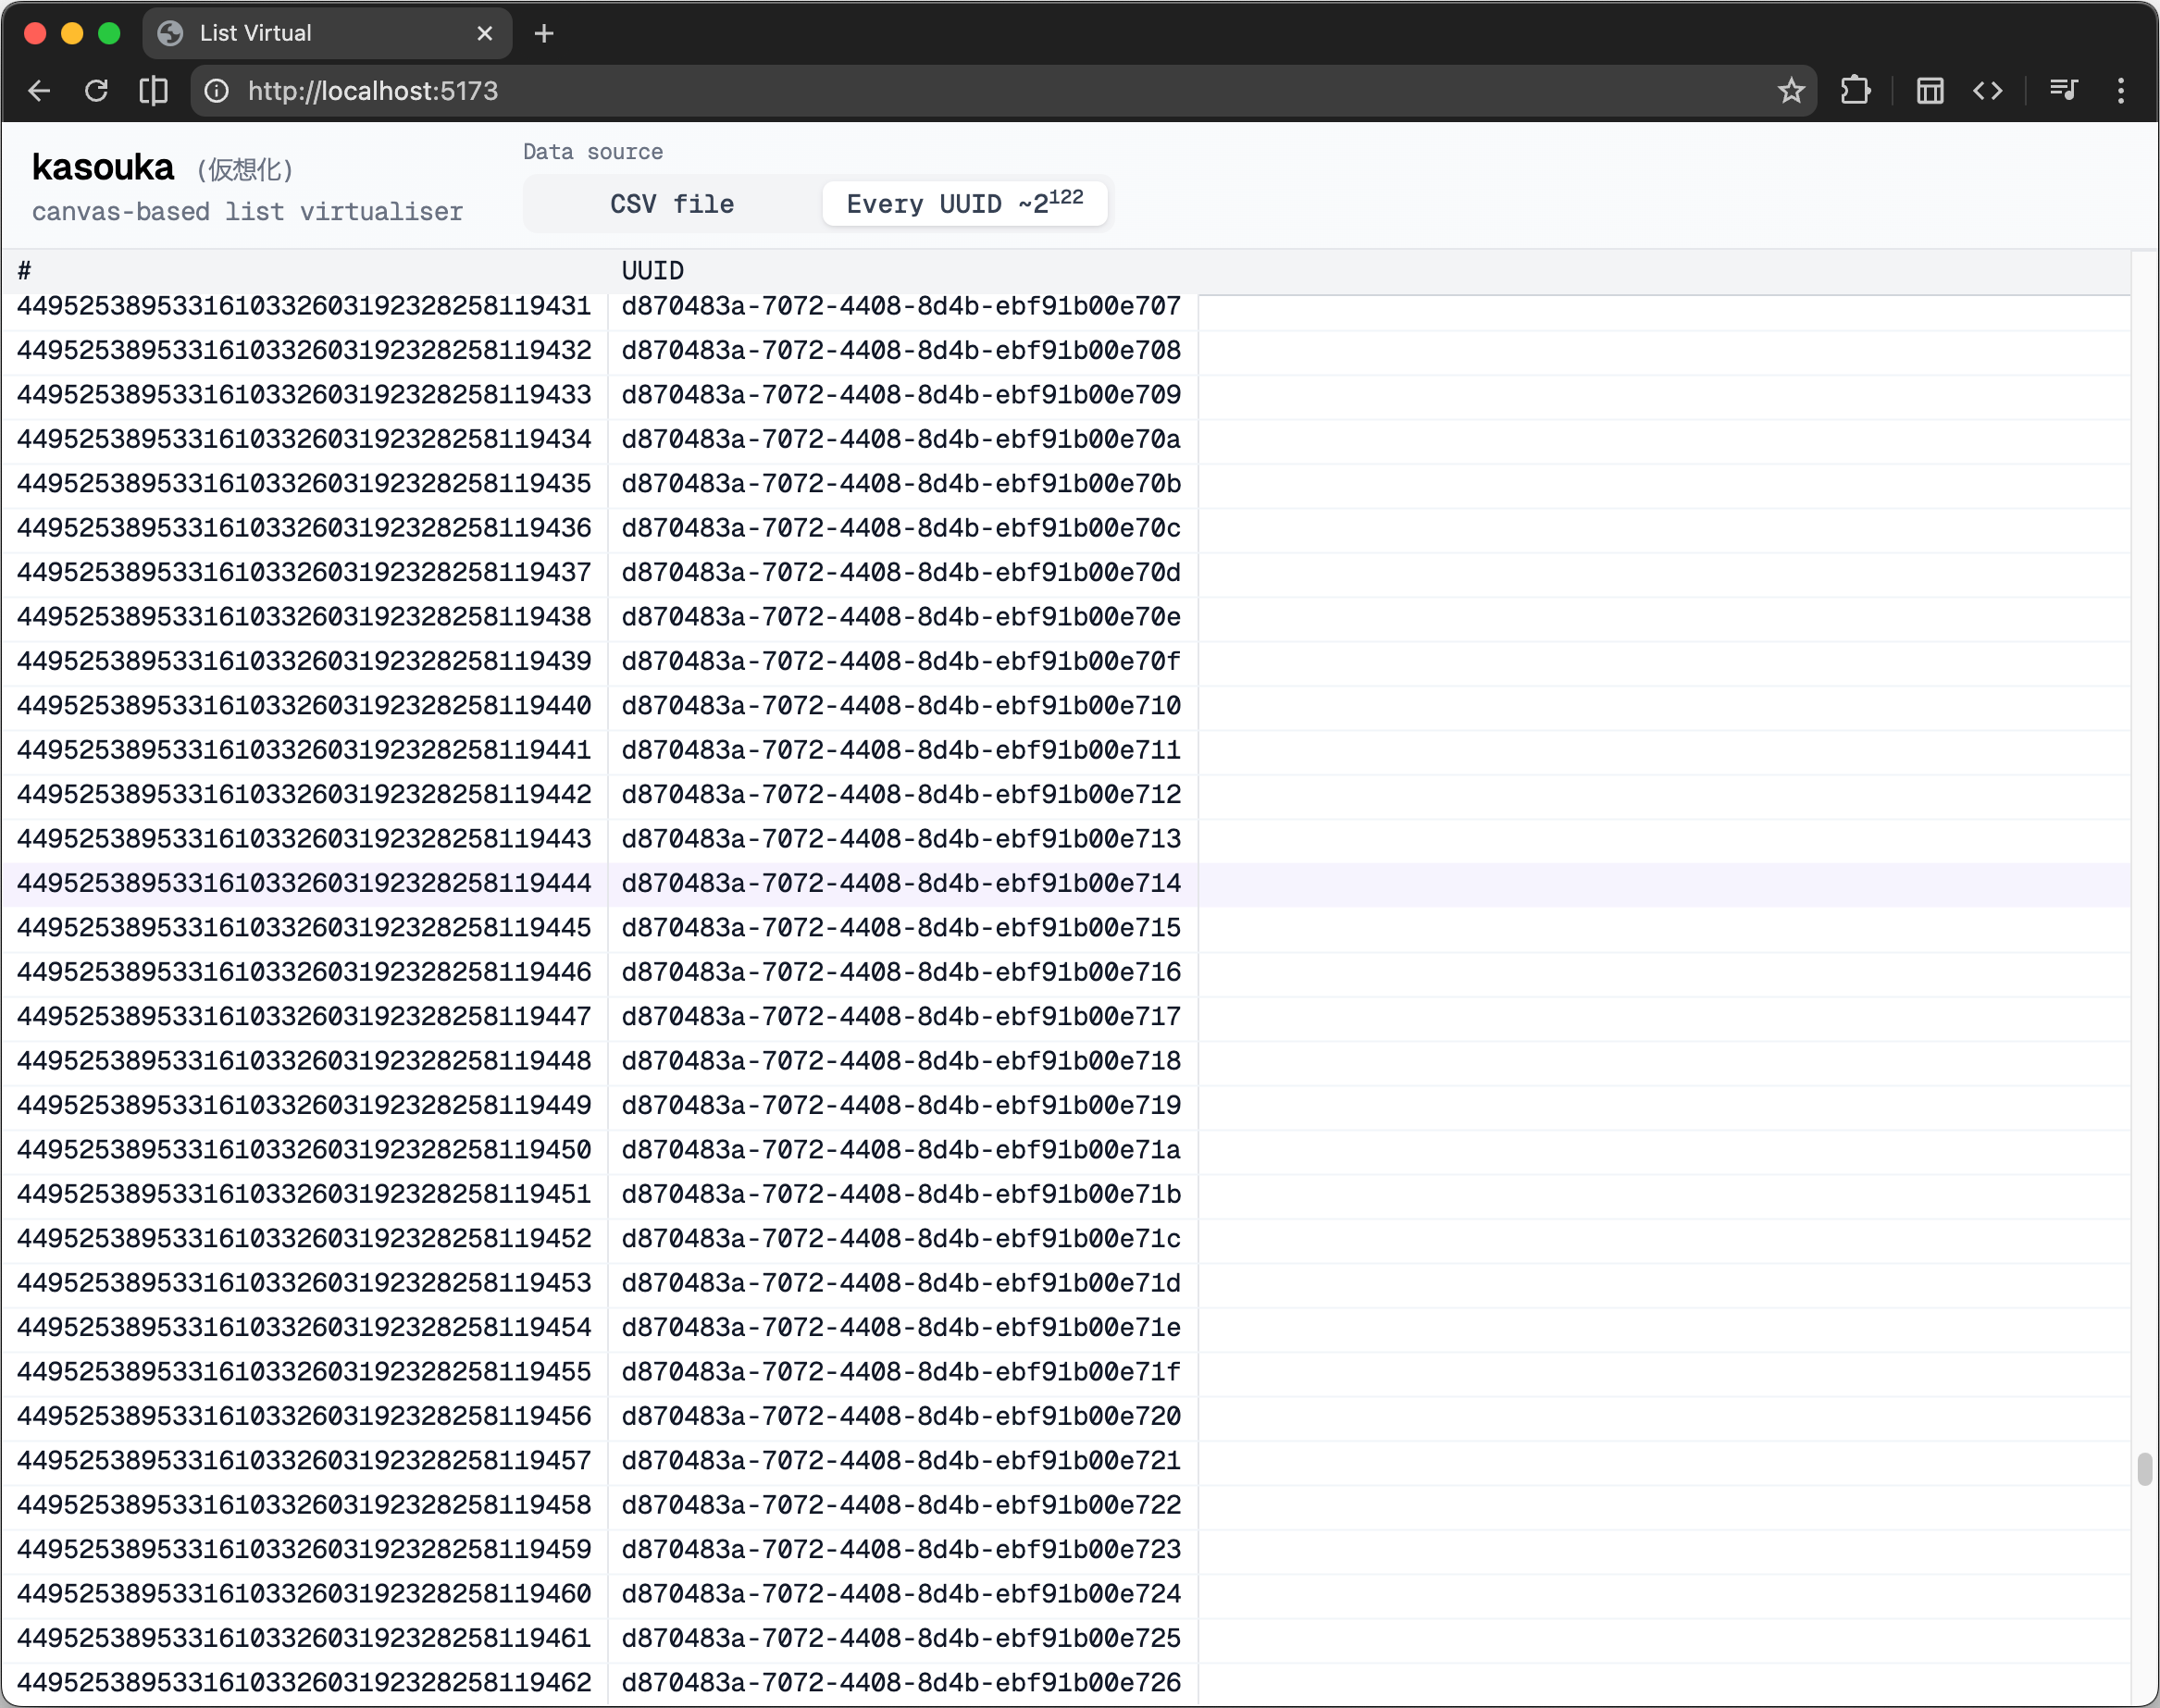 List Virtual
http://localhost:5173
kasouka (仮想化)
canvas-based list virtualiser
Data source
CSV file
Every UUID ~2¹²²
# UUID
4495253895331610332603192328258119431 d870483a-7072-4408-8d4b-ebf91b00e707
4495253895331610332603192328258119432 d870483a-7072-4408-8d4b-ebf91b00e708
4495253895331610332603192328258119433 d870483a-7072-4408-8d4b-ebf91b00e709
4495253895331610332603192328258119434 d870483a-7072-4408-8d4b-ebf91b00e70a
4495253895331610332603192328258119435 d870483a-7072-4408-8d4b-ebf91b00e70b
4495253895331610332603192328258119436 d870483a-7072-4408-8d4b-ebf91b00e70c
4495253895331610332603192328258119437 d870483a-7072-4408-8d4b-ebf91b00e70d
4495253895331610332603192328258119438 d870483a-7072-4408-8d4b-ebf91b00e70e
4495253895331610332603192328258119439 d870483a-7072-4408-8d4b-ebf91b00e70f
4495253895331610332603192328258119440 d870483a-7072-4408-8d4b-ebf91b00e710
4495253895331610332603192328258119441 d870483a-7072-4408-8d4b-ebf91b00e711
4495253895331610332603192328258119442 d870483a-7072-4408-8d4b-ebf91b00e712
4495253895331610332603192328258119443 d870483a-7072-4408-8d4b-ebf91b00e713
4495253895331610332603192328258119444 d870483a-7072-4408-8d4b-ebf91b00e714
4495253895331610332603192328258119445 d870483a-7072-4408-8d4b-ebf91b00e715
4495253895331610332603192328258119446 d870483a-7072-4408-8d4b-ebf91b00e716
4495253895331610332603192328258119447 d870483a-7072-4408-8d4b-ebf91b00e717
4495253895331610332603192328258119448 d870483a-7072-4408-8d4b-ebf91b00e718
4495253895331610332603192328258119449 d870483a-7072-4408-8d4b-ebf91b00e719
4495253895331610332603192328258119450 d870483a-7072-4408-8d4b-ebf91b00e71a
4495253895331610332603192328258119451 d870483a-7072-4408-8d4b-ebf91b00e71b
4495253895331610332603192328258119452 d870483a-7072-4408-8d4b-ebf91b00e71c
4495253895331610332603192328258119453 d870483a-7072-4408-8d4b-ebf91b00e71d
4495253895331610332603192328258119454 d870483a-7072-4408-8d4b-ebf91b00e71e
4495253895331610332603192328258119455 d870483a-7072-4408-8d4b-ebf91b00e71f
4495253895331610332603192328258119456 d870483a-7072-4408-8d4b-ebf91b00e720
4495253895331610332603192328258119457 d870483a-7072-4408-8d4b-ebf91b00e721
4495253895331610332603192328258119458 d870483a-7072-4408-8d4b-ebf91b00e722
4495253895331610332603192328258119459 d870483a-7072-4408-8d4b-ebf91b00e723
4495253895331610332603192328258119460 d870483a-7072-4408-8d4b-ebf91b00e724
4495253895331610332603192328258119461 d870483a-7072-4408-8d4b-ebf91b00e725
4495253895331610332603192328258119462 d870483a-7072-4408-8d4b-ebf91b00e726